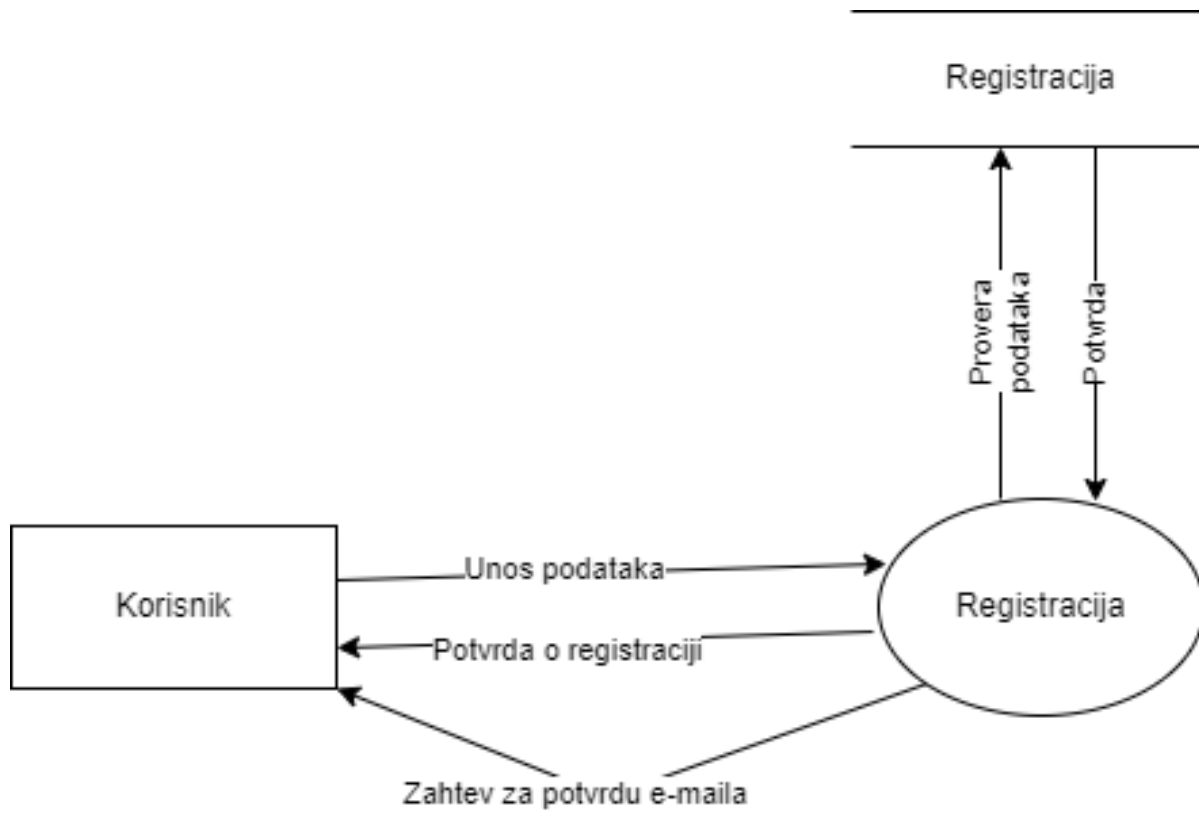 Registracija
Provera
podataka
Potvrda
Korisnik
Unos podataka
Registracija
Potvrda o registraciji
Zahtev za potvrdu e-maila